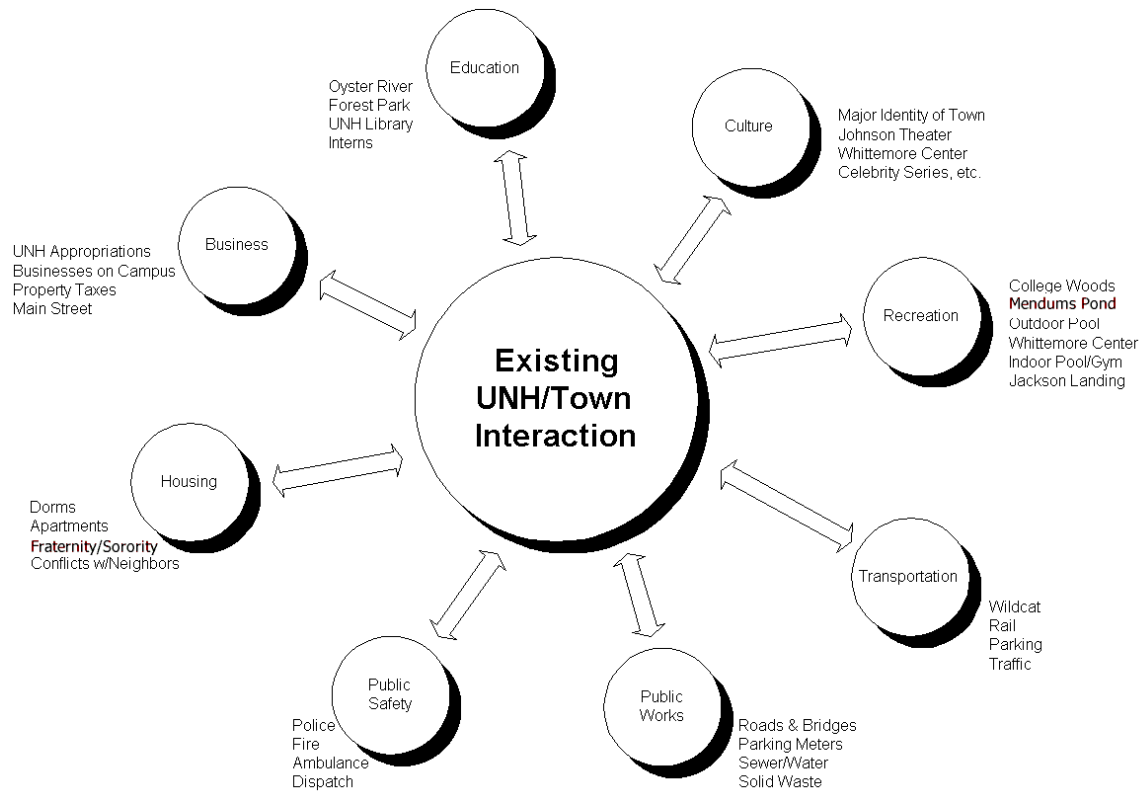 Education
Oyster River
Forest Park
UNH Library
Interns
Culture
Major Identity of Town
Johnson Theater
Whittemore Center
Celebrity Series, etc.
Business
UNH Appropriations
Businesses on Campus
Property Taxes
Main Street
Recreation
College Woods
Mendums Pond
Outdoor Pool
Whittemore Center
Indoor Pool/Gym
Jackson Landing
Existing
UNH/Town
Interaction
Housing
Dorms
Apartments
Fraternity/Sorority
Conflicts w/Neighbors
Transportation
Wildcat
Rail
Parking
Traffic
Public
Safety
Police
Fire
Ambulance
Dispatch
Public
Works
Roads & Bridges
Parking Meters
Sewer/Water
Solid Waste